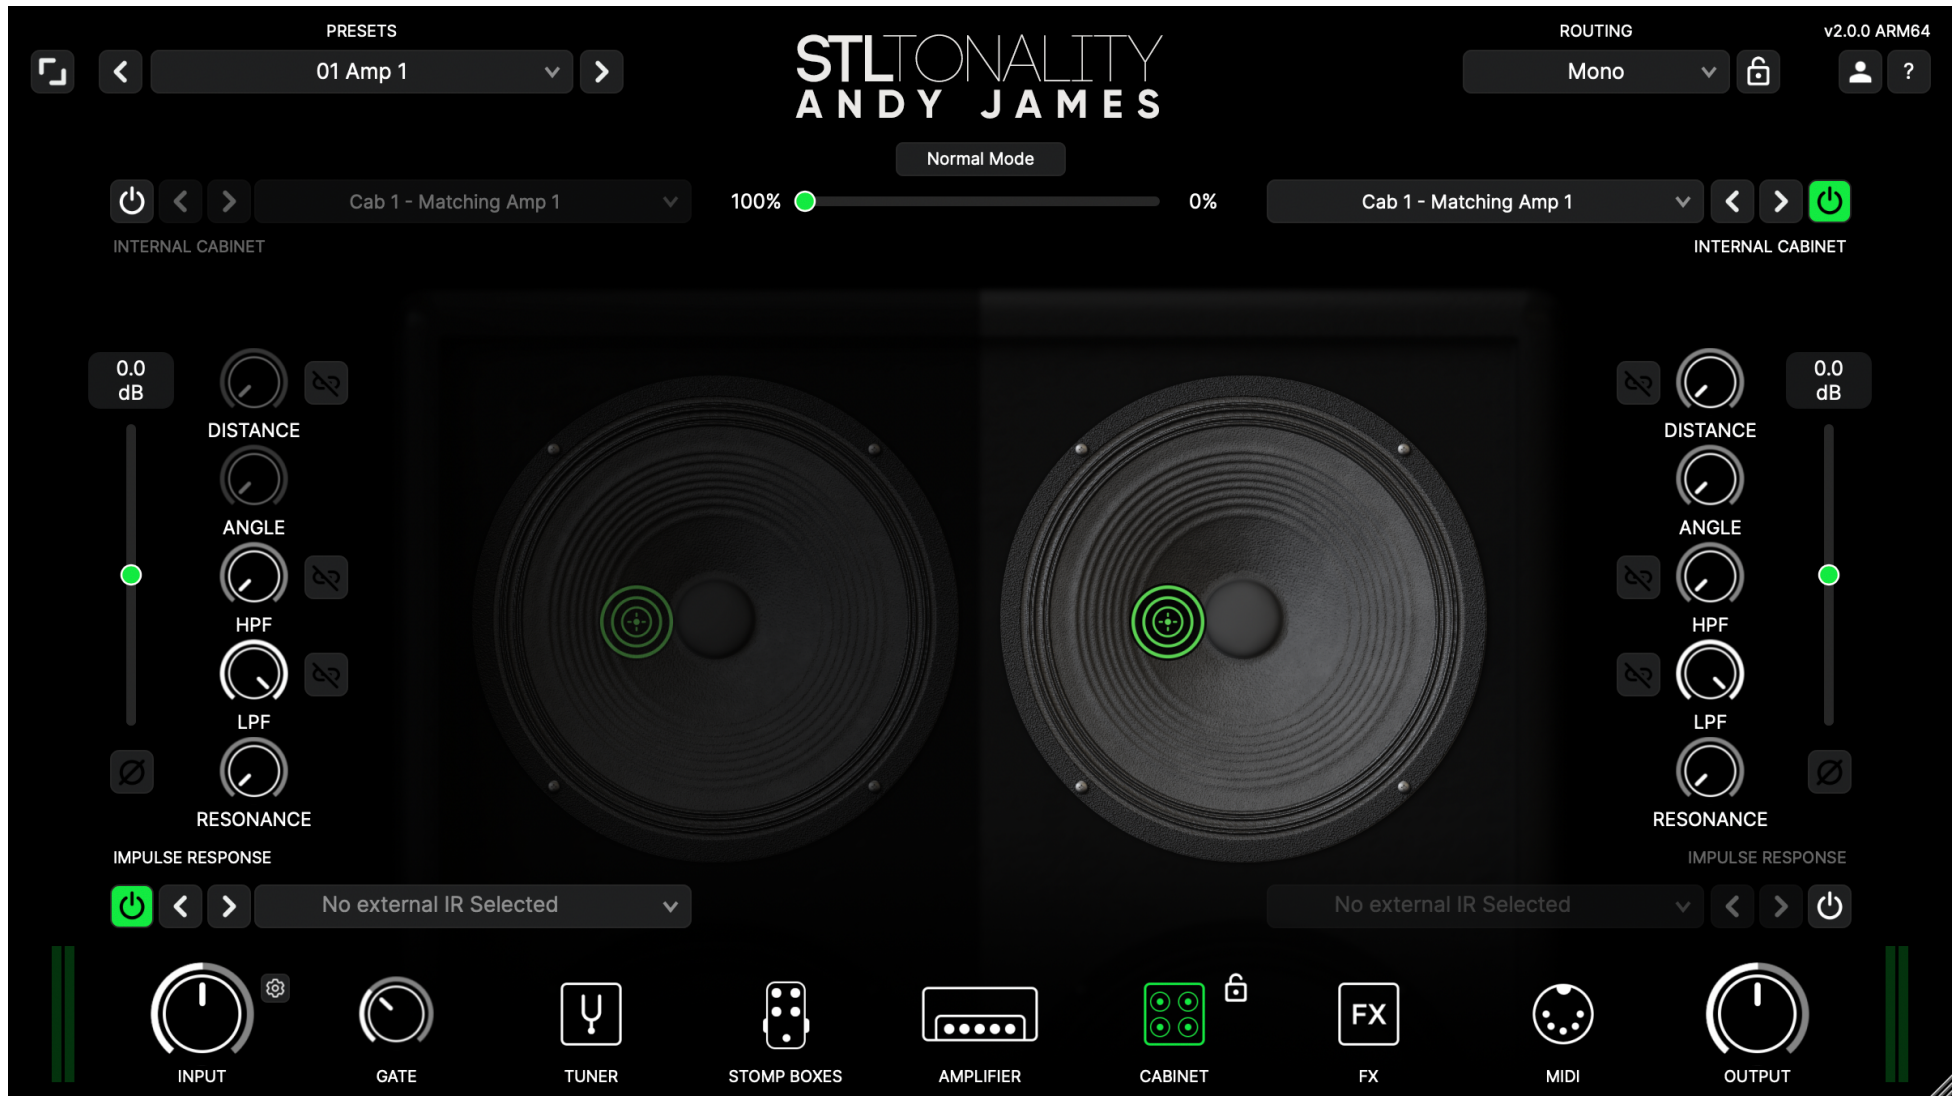 PRESETS
01 Amp 1
STLTONALITY
ANDY JAMES
ROUTING
Mono
v2.0.0 ARM64
?
Normal Mode
Cab 1 - Matching Amp 1
100%
0%
Cab 1 - Matching Amp 1
INTERNAL CABINET
INTERNAL CABINET
0.0
dB
DISTANCE
ANGLE
HPF
LPF
RESONANCE
DISTANCE
ANGLE
HPF
LPF
RESONANCE
0.0
dB
IMPULSE RESPONSE
IMPULSE RESPONSE
No external IR Selected
No external IR Selected
FX
INPUT
GATE
TUNER
STOMP BOXES
AMPLIFIER
CABINET
FX
MIDI
OUTPUT